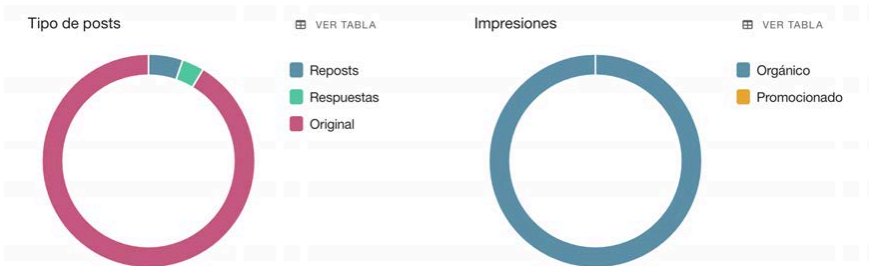 Tipo de posts
VER TABLA
Reposts
Respuestas
Original
Impresiones
VER TABLA
Orgánico
Promocionado